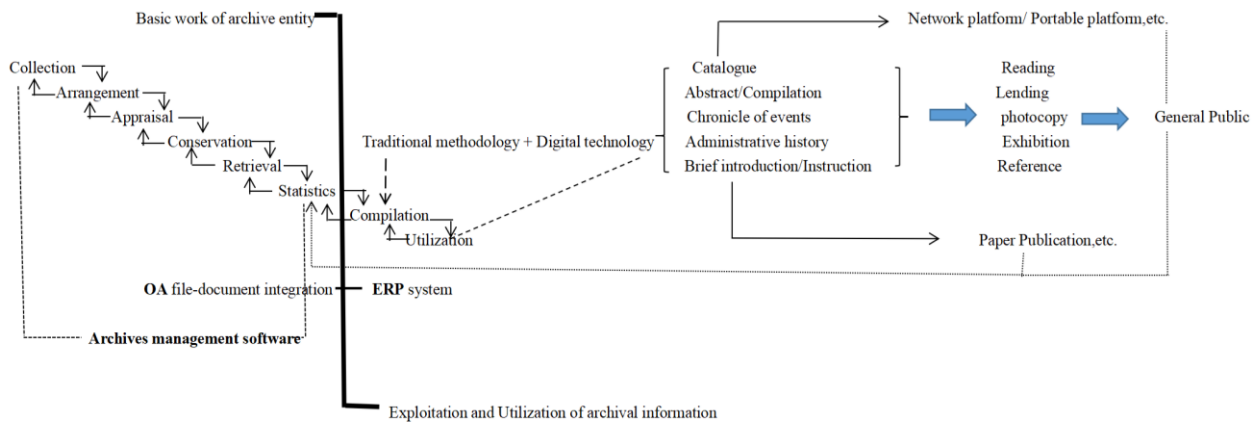 Basic work of archive entity
Network platform/ Portable platform,etc.
Collection
Arrangement
Appraisal
Conservation
Retrieval
Statistics
Compilation
Utilization
Traditional methodology + Digital technology
Catalogue
Abstract/Compilation
Chronicle of events
Administrative history
Brief introduction/Instruction
Reading
Lending
photocopy
Exhibition
Reference
General Public
Paper Publication,etc.
OA file-document integration
ERP system
Archives management software
Exploitation and Utilization of archival information